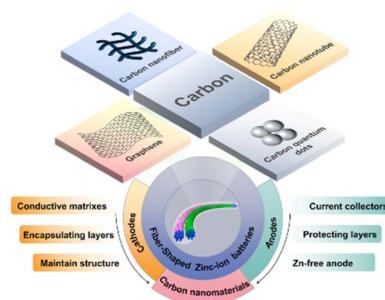 Carbon nanofiber
Carbon nanotube
Carbon
Graphene
Carbon quantum
dots
Conductive matrixes
Encapsulating layers
Maintain structure
Cathodes
Fiber-Shaped Zinc-ion batteries
Anodes
Carbon nanomaterials
Current collectors
Protecting layers
Zn-free anode